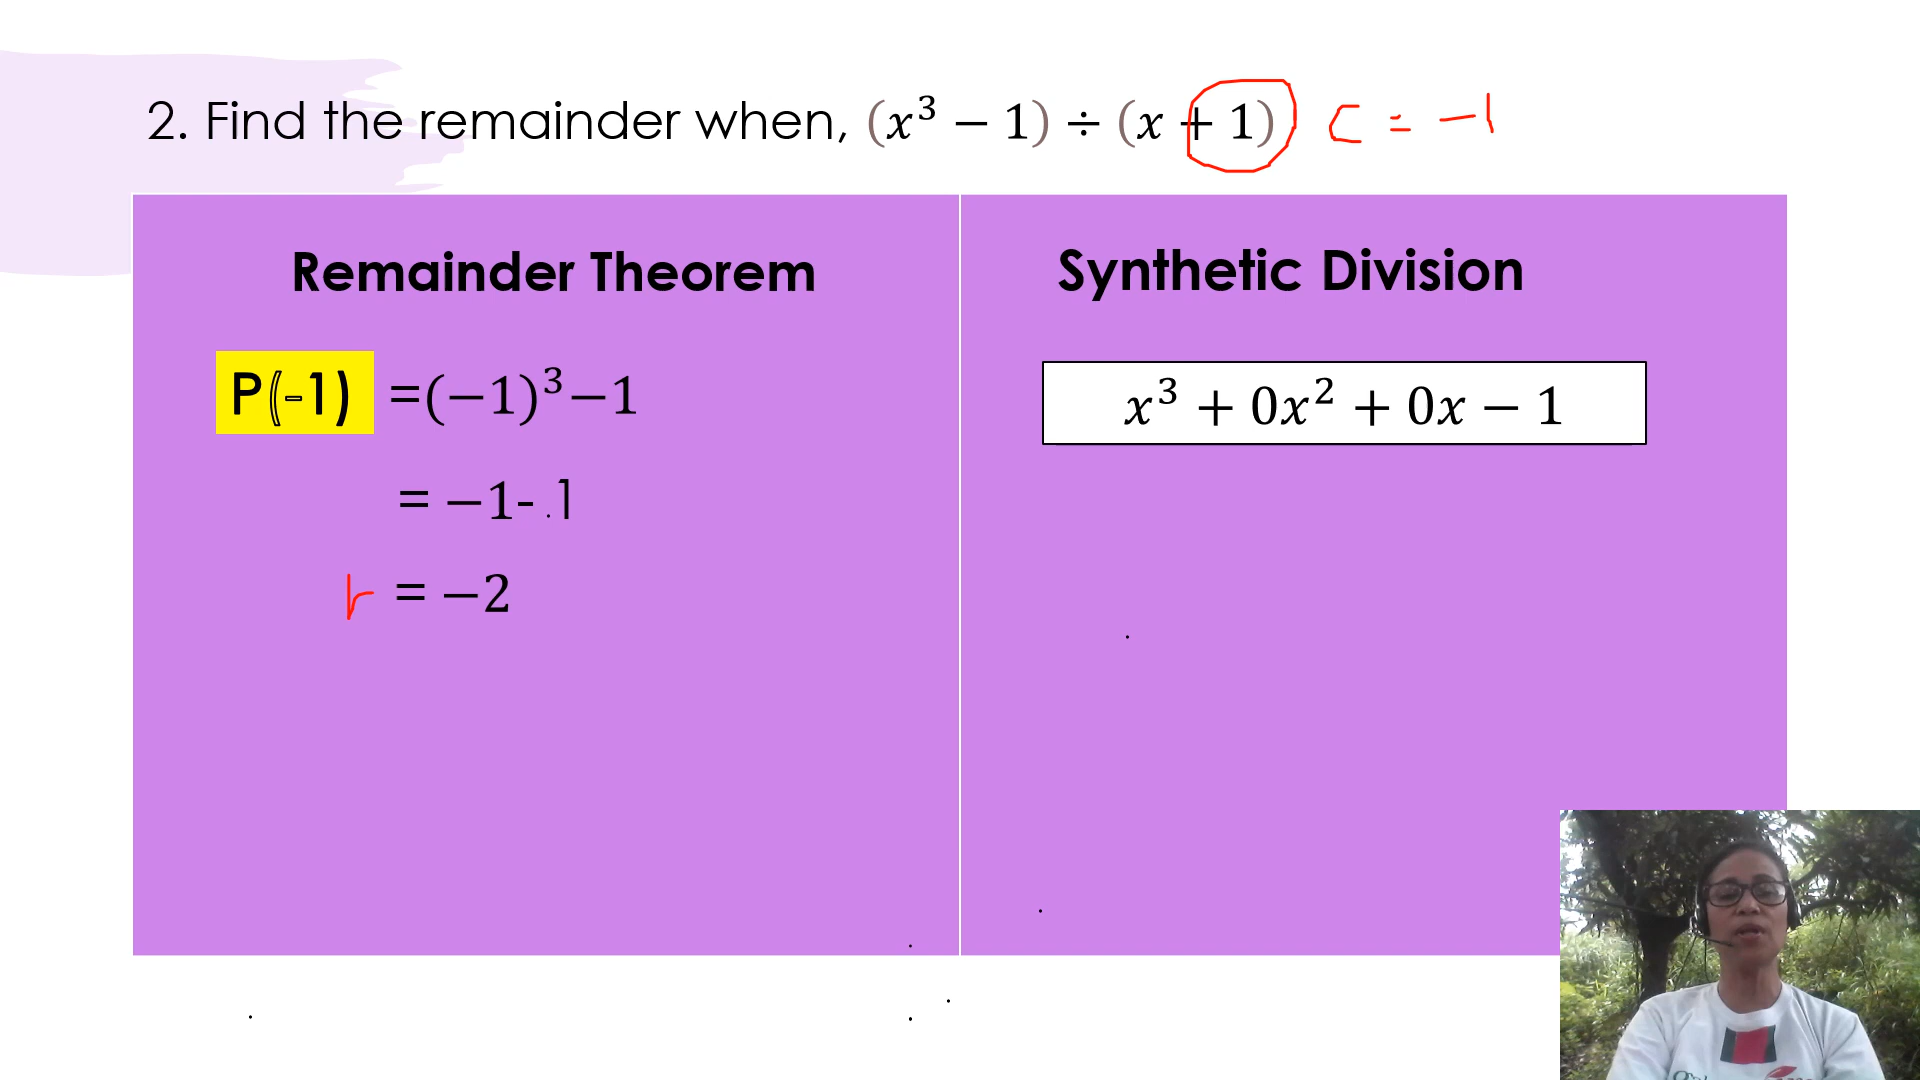 2. Find the remainder when, (x³ − 1) ÷ (x + 1) c = −1
Remainder Theorem
P(-1) =(−1)³−1
= −1- 1
r = −2
Synthetic Division
x³ + 0x² + 0x − 1